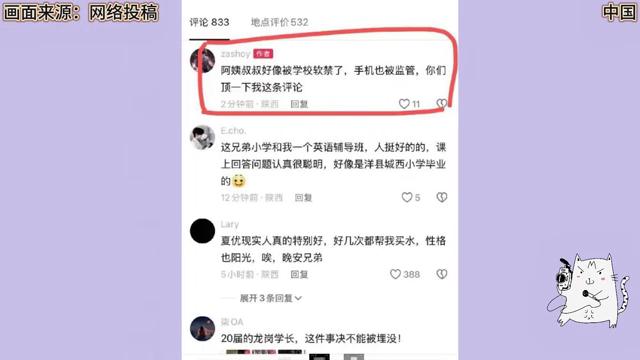 画面来源：网络投稿
中国
评论 833
地点评价 532
zashoy 作者
阿姨叔叔好像被学校软禁了，手机也被监管，你们
顶一下我这条评论
2分钟前·陕西 回复
11
E.cho.
这兄弟小学和我一个英语辅导班，人挺好的的，课
上回答问题认真很聪明，好像是洋县城西小学毕业
的
12分钟前·陕西 回复
5
Lary
夏优现实人真的特别好，好几次都帮我买水，性格
也阳光，唉，晚安兄弟
5小时前·陕西 回复
388
展开3条回复
柒OA
20届的龙岗学长，这件事决不能被埋没！